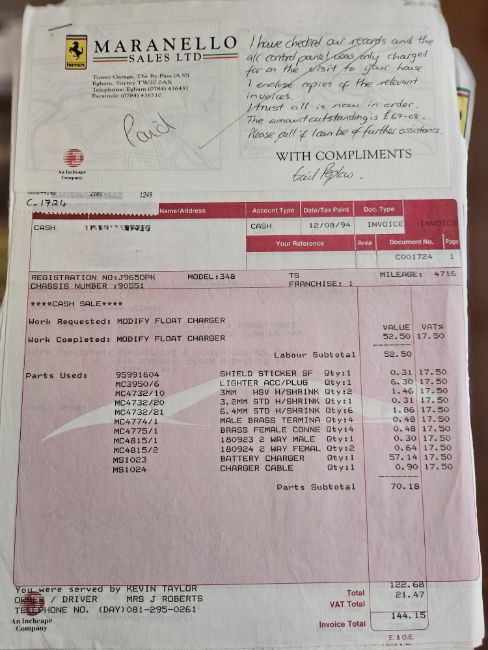 Ferrari
MARANELLO
SALES LTD
Tower Garage, The By-Pass (A30)
Egham, Surrey TW20 0AX
Telephone: Egham (0784) 436431
Facsimile (0784) 436510
I have checked our records and the
air control panel was only charged
for on the visit to your house
I enclose copies of the relevant
invoices.
I trust all is now in order.
The amount outstanding is £67-68.
Please call if I can be of further assistance.
Paid
WITH COMPLIMENTS
An Inchcape
Company
1249
C.1724
Name/Address
Account Type Date/Tax Point Doc. Type
CASH CASH 12/08/94 INVOICE INVOICE
Your Reference Area Document No. Page
C001724 1
REGISTRATION NO:J965DPK MODEL:348 TS MILEAGE: 4716
CHASSIS NUMBER :90551 FRANCHISE: 1
****CASH SALE****
VALUE VAT%
Work Requested: MODIFY FLOAT CHARGER
52.50 17.50
Work Completed: MODIFY FLOAT CHARGER
Labour Subtotal 52.50
Parts Used: 95991604 SHIELD STICKER SF Qty:1 0.31 17.50
MC3950/6 LIGHTER ACC/PLUG Qty:1 6.30 17.50
MC4732/10 3MM HSV H/SHRINK Qty:2 1.46 17.50
MC4732/20 3.2MM STD H/SHRINK Qty:1 0.31 17.50
MC4732/21 6.4MM STD H/SHRINK Qty:6 1.86 17.50
MC4774/1 MALE BRASS TERMINA Qty:4 0.48 17.50
MC4775/1 BRASS FEMALE CONNE Qty:4 0.48 17.50
MC4815/1 180923 2 WAY MALE Qty:1 0.30 17.50
MC4815/2 180924 2 WAY FEMAL Qty:2 0.64 17.50
MS1023 BATTERY CHARGER Qty:1 57.14 17.50
MS1024 CHARGER CABLE Qty:1 0.90 17.50
Parts Subtotal 70.18
You were served by KEVIN TAYLOR
OWNER / DRIVER MRS J ROBERTS
TELEPHONE NO. (DAY)081-295-0261
An Inchcape
Company
Total 122.68
VAT Total 21.47
Invoice Total 144.15
E. & O.E.